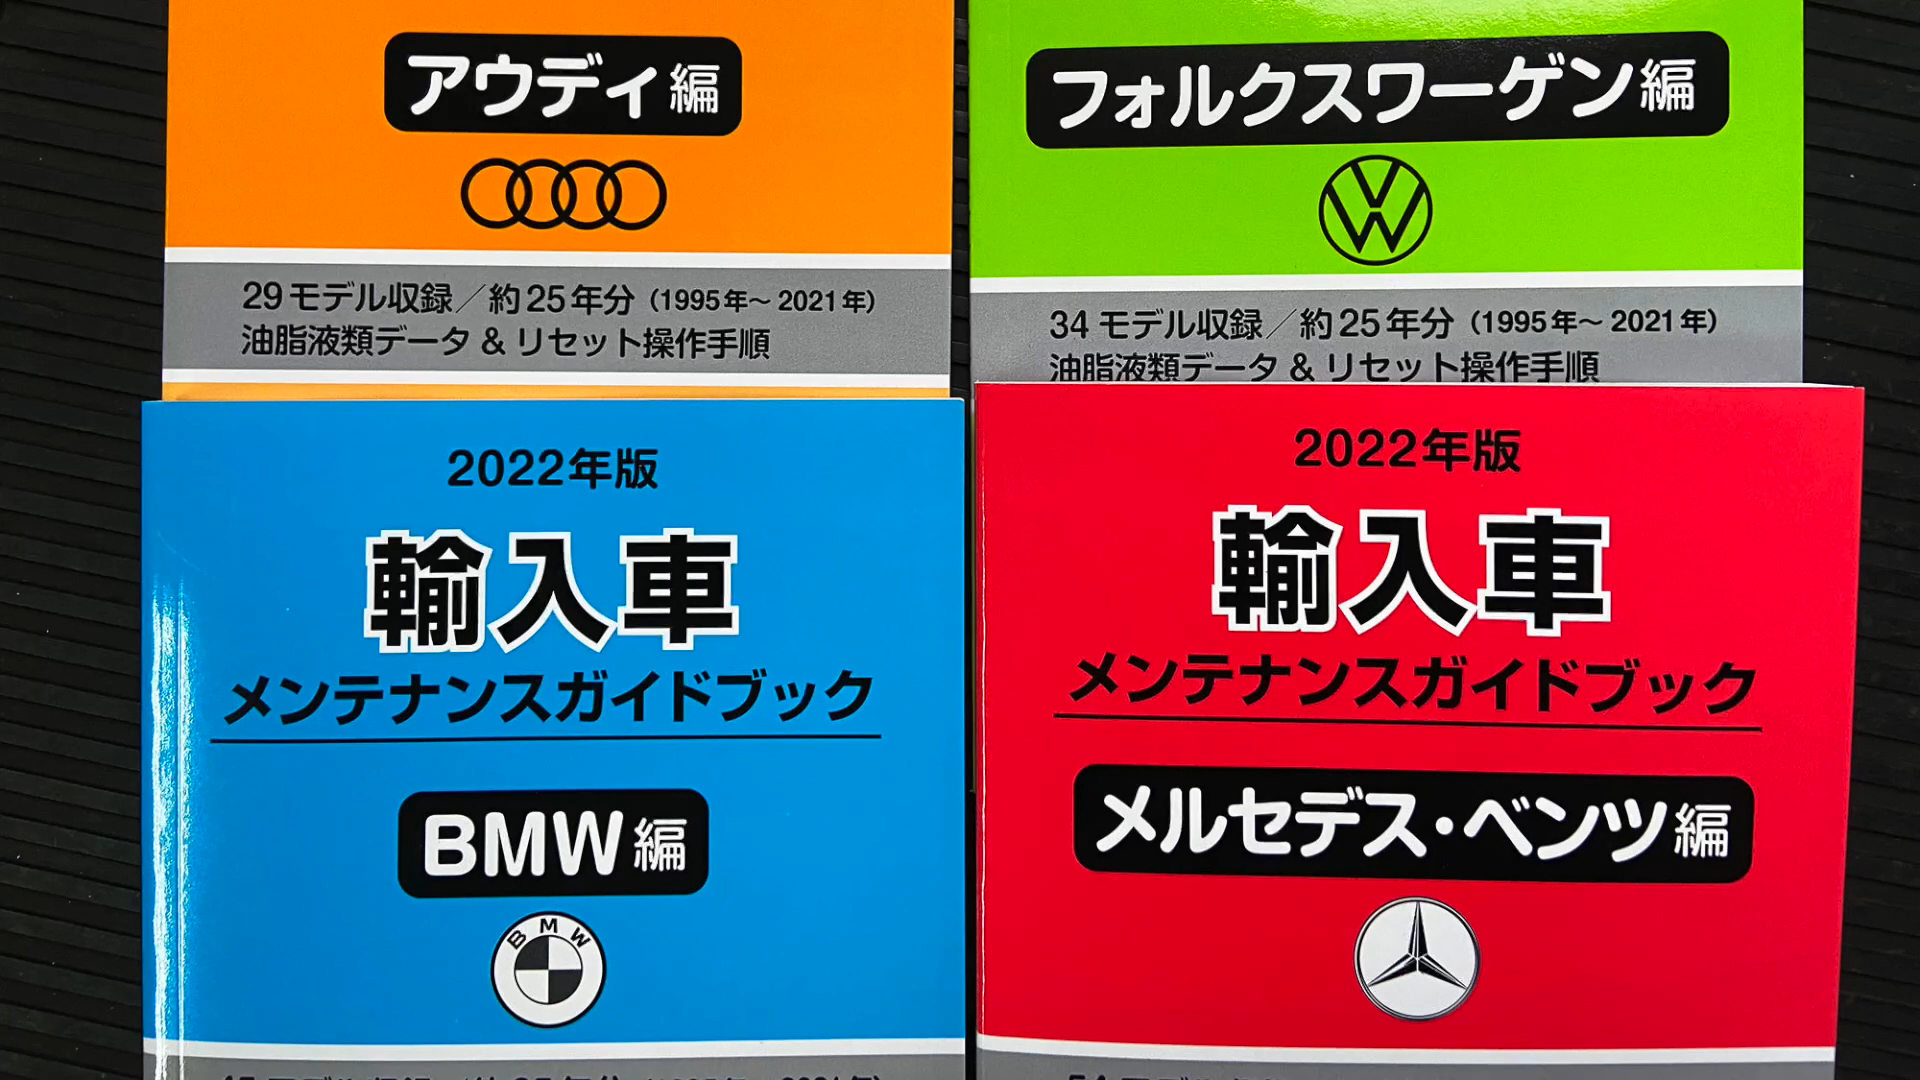 アウディ編
29モデル収録／約25年分（1995年～2021年）
油脂液類データ & リセット操作手順
フォルクスワーゲン編
34モデル収録／約25年分（1995年～2021年）
油脂液類データ & リセット操作手順
2022年版
輸入車
メンテナンスガイドブック
BMW編
BMW
2022年版
輸入車
メンテナンスガイドブック
メルセデス・ベンツ編